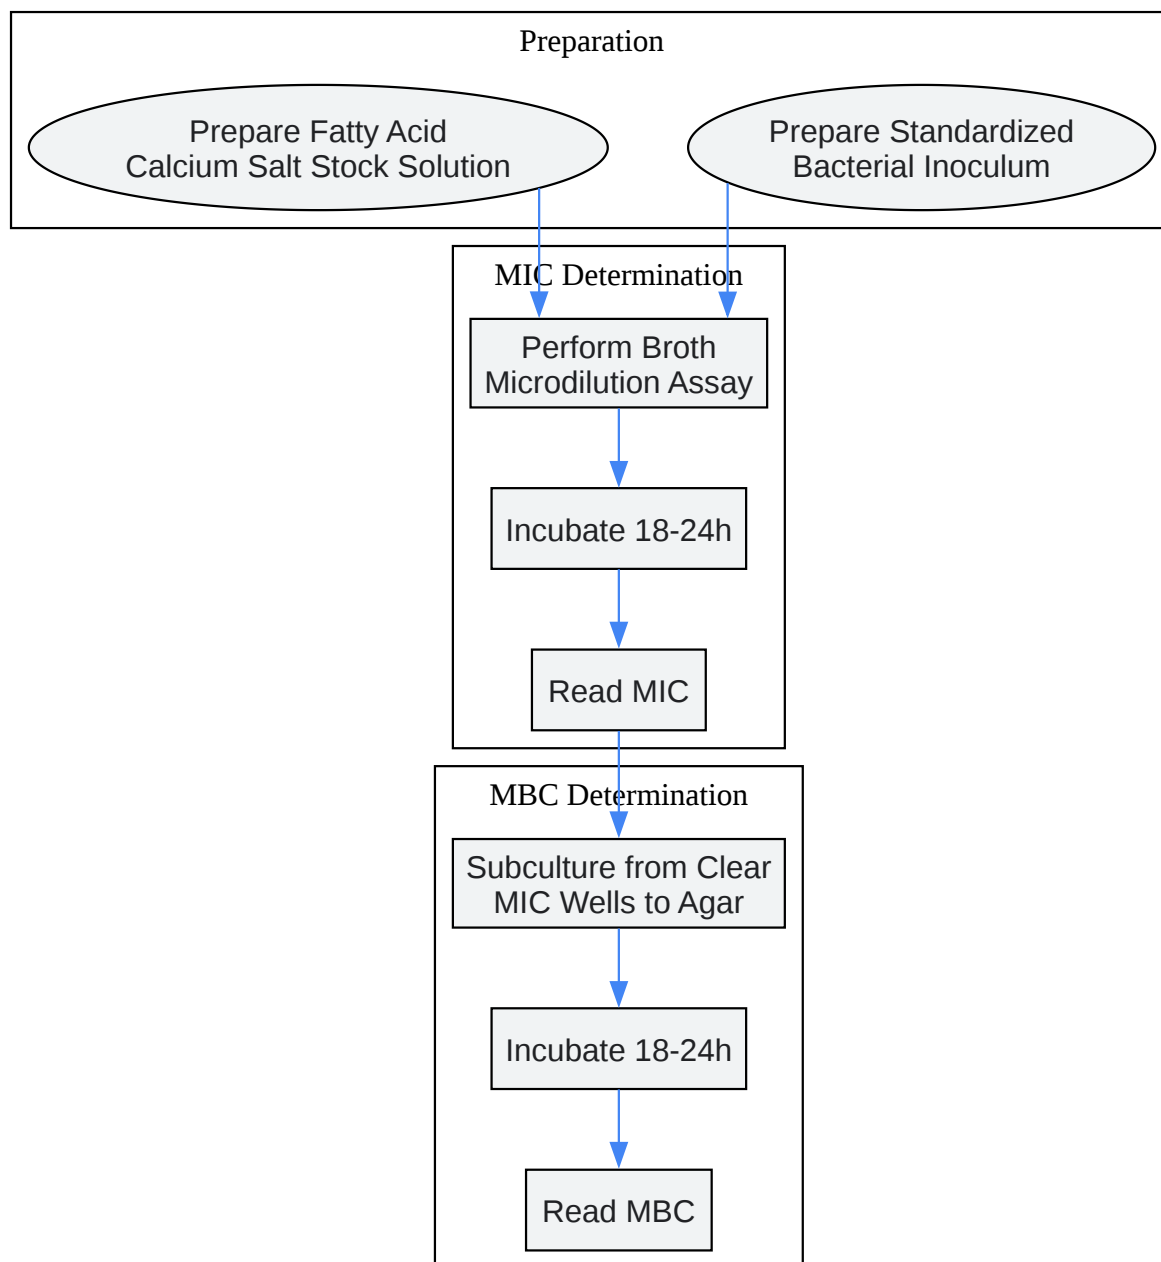 Preparation
Prepare Fatty Acid
Calcium Salt Stock Solution
Prepare Standardized
Bacterial Inoculum
MIC Determination
Perform Broth
Microdilution Assay
Incubate 18-24h
Read MIC
MBC Determination
Subculture from Clear
MIC Wells to Agar
Incubate 18-24h
Read MBC